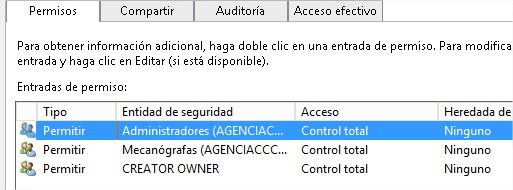 Permisos Compartir Auditoría Acceso efectivo
Para obtener información adicional, haga doble clic en una entrada de permiso. Para modifica
entrada y haga clic en Editar (si está disponible).
Entradas de permiso:
Tipo Entidad de seguridad Acceso Heredada de
Permitir Administradores (AGENCIAC... Control total Ninguno
Permitir Mecanógrafas (AGENCIACCC... Control total Ninguno
Permitir CREATOR OWNER Control total Ninguno